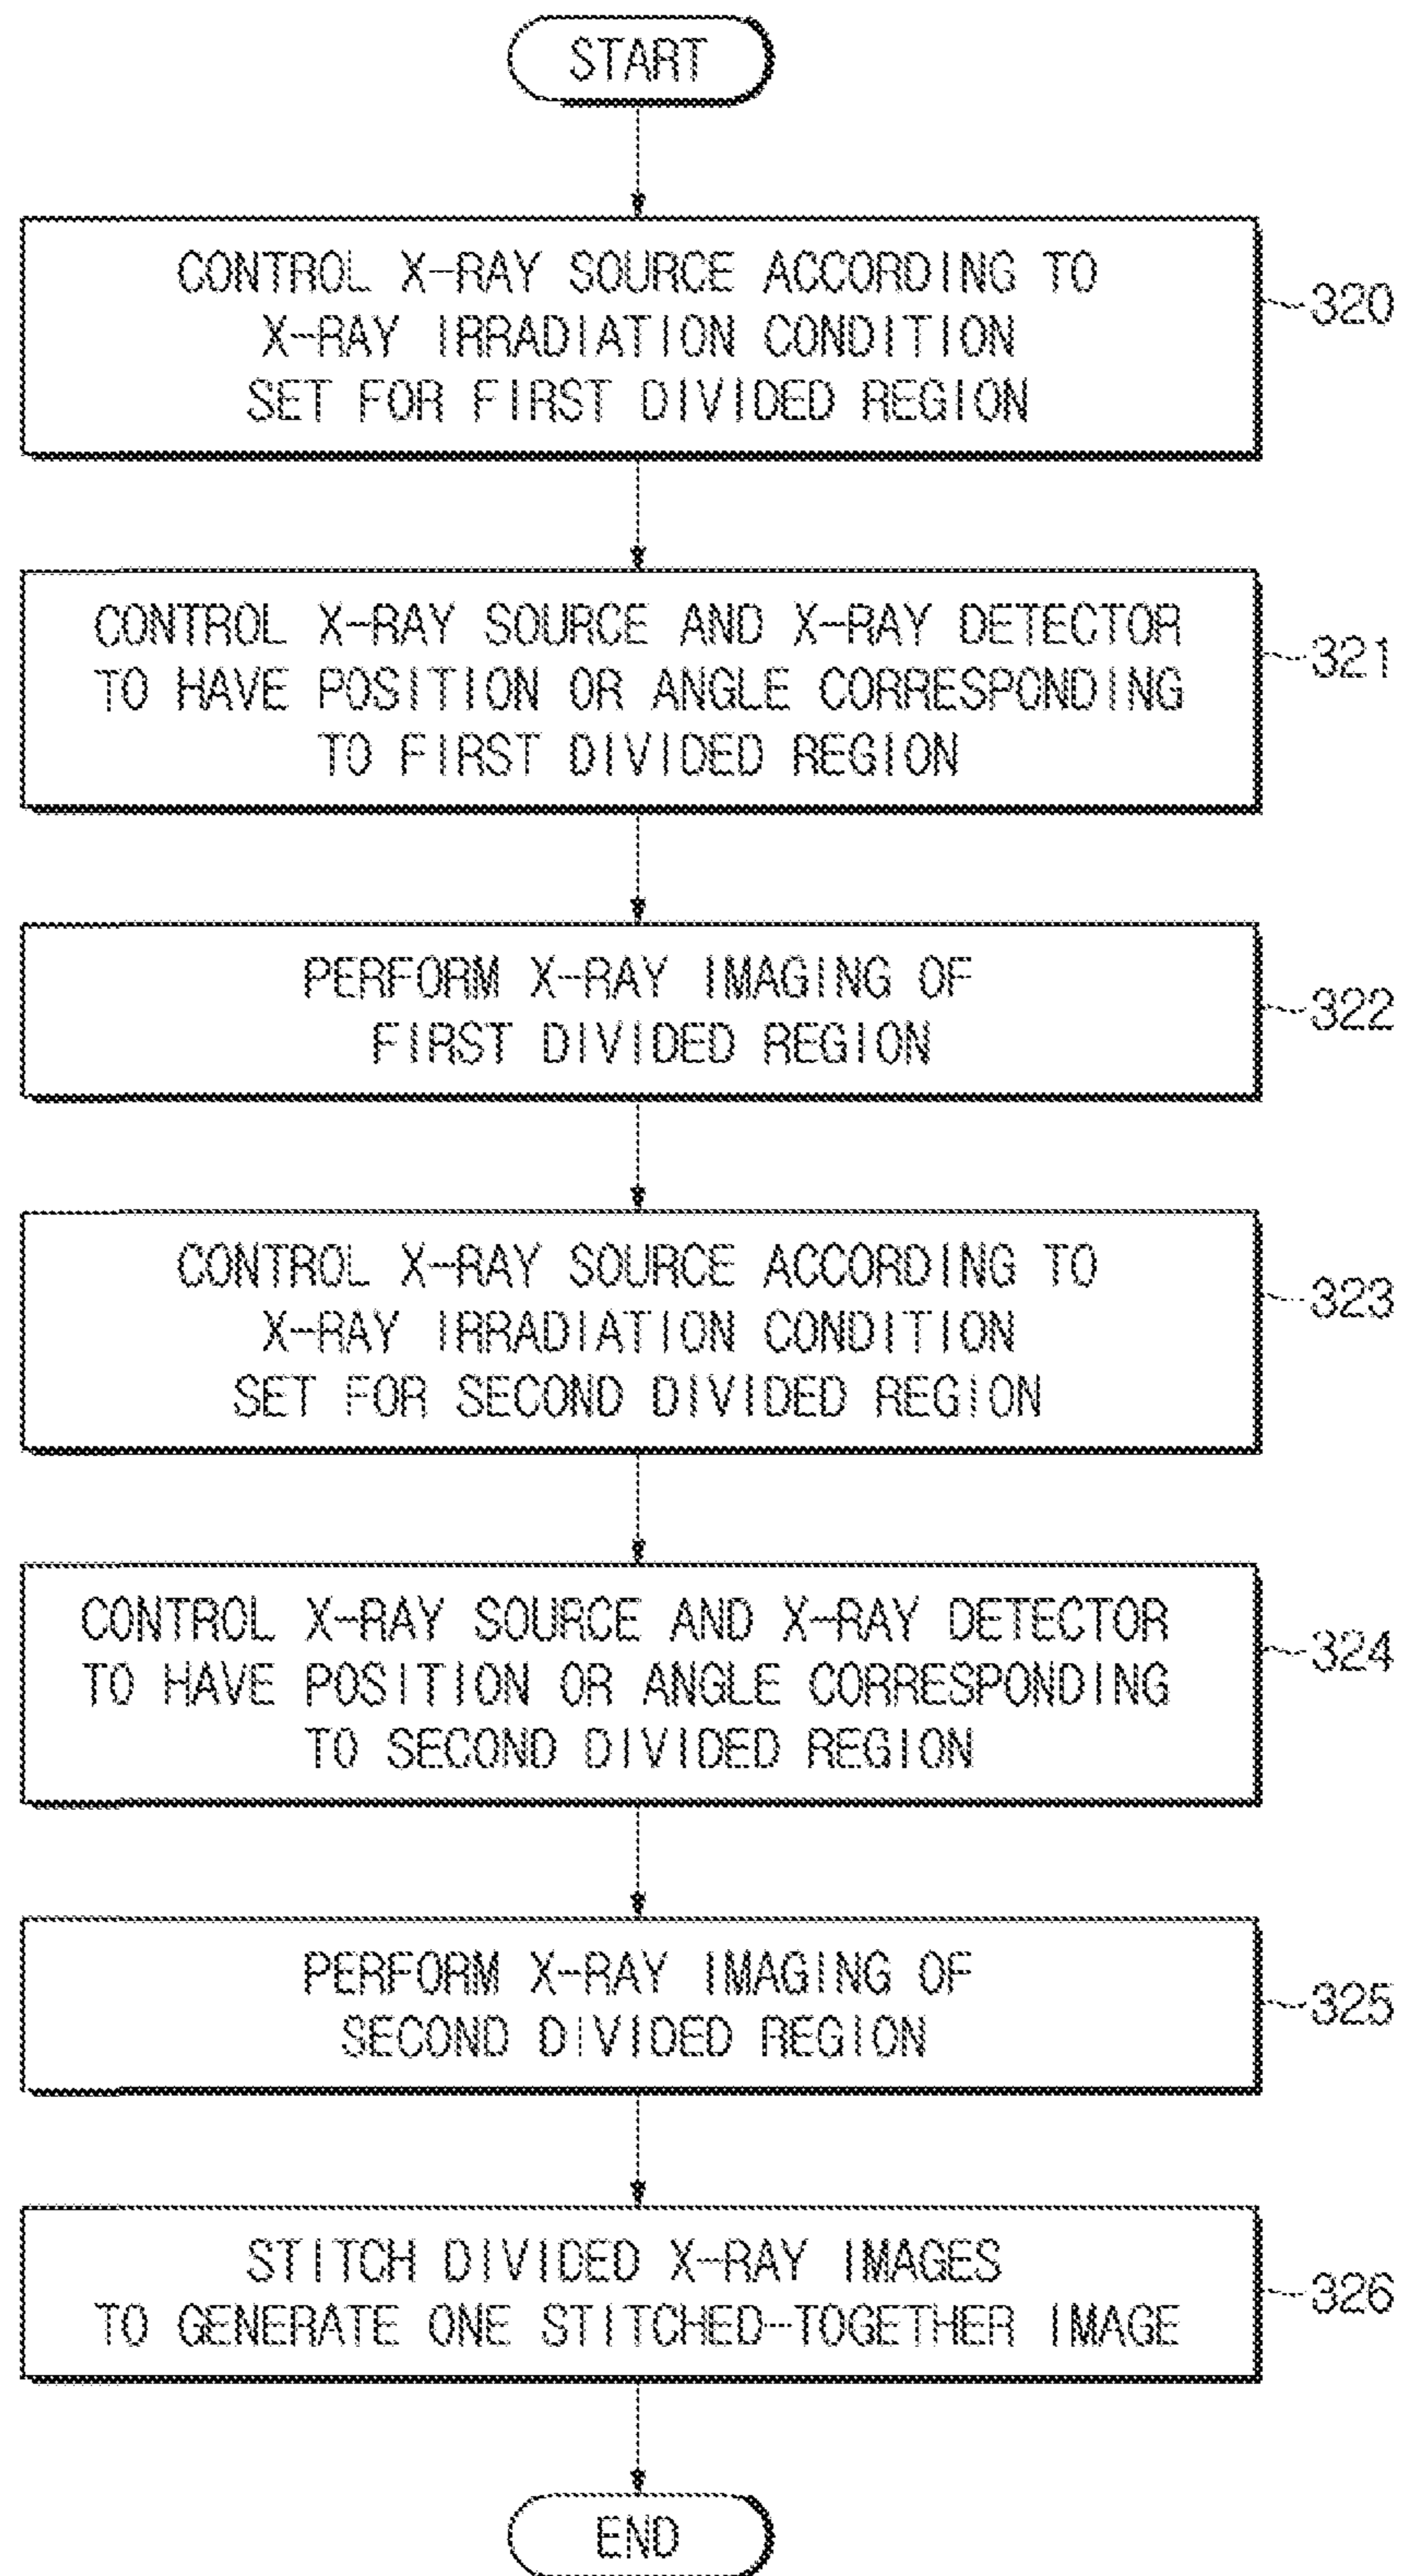 START
CONTROL X-RAY SOURCE ACCORDING TO
X-RAY IRRADIATION CONDITION
SET FOR FIRST DIVIDED REGION
320
CONTROL X-RAY SOURCE AND X-RAY DETECTOR
TO HAVE POSITION OR ANGLE CORRESPONDING
TO FIRST DIVIDED REGION
321
PERFORM X-RAY IMAGING OF
FIRST DIVIDED REGION
322
CONTROL X-RAY SOURCE ACCORDING TO
X-RAY IRRADIATION CONDITION
SET FOR SECOND DIVIDED REGION
323
CONTROL X-RAY SOURCE AND X-RAY DETECTOR
TO HAVE POSITION OR ANGLE CORRESPONDING
TO SECOND DIVIDED REGION
324
PERFORM X-RAY IMAGING OF
SECOND DIVIDED REGION
325
STITCH DIVIDED X-RAY IMAGES
TO GENERATE ONE STITCHED-TOGETHER IMAGE
326
END